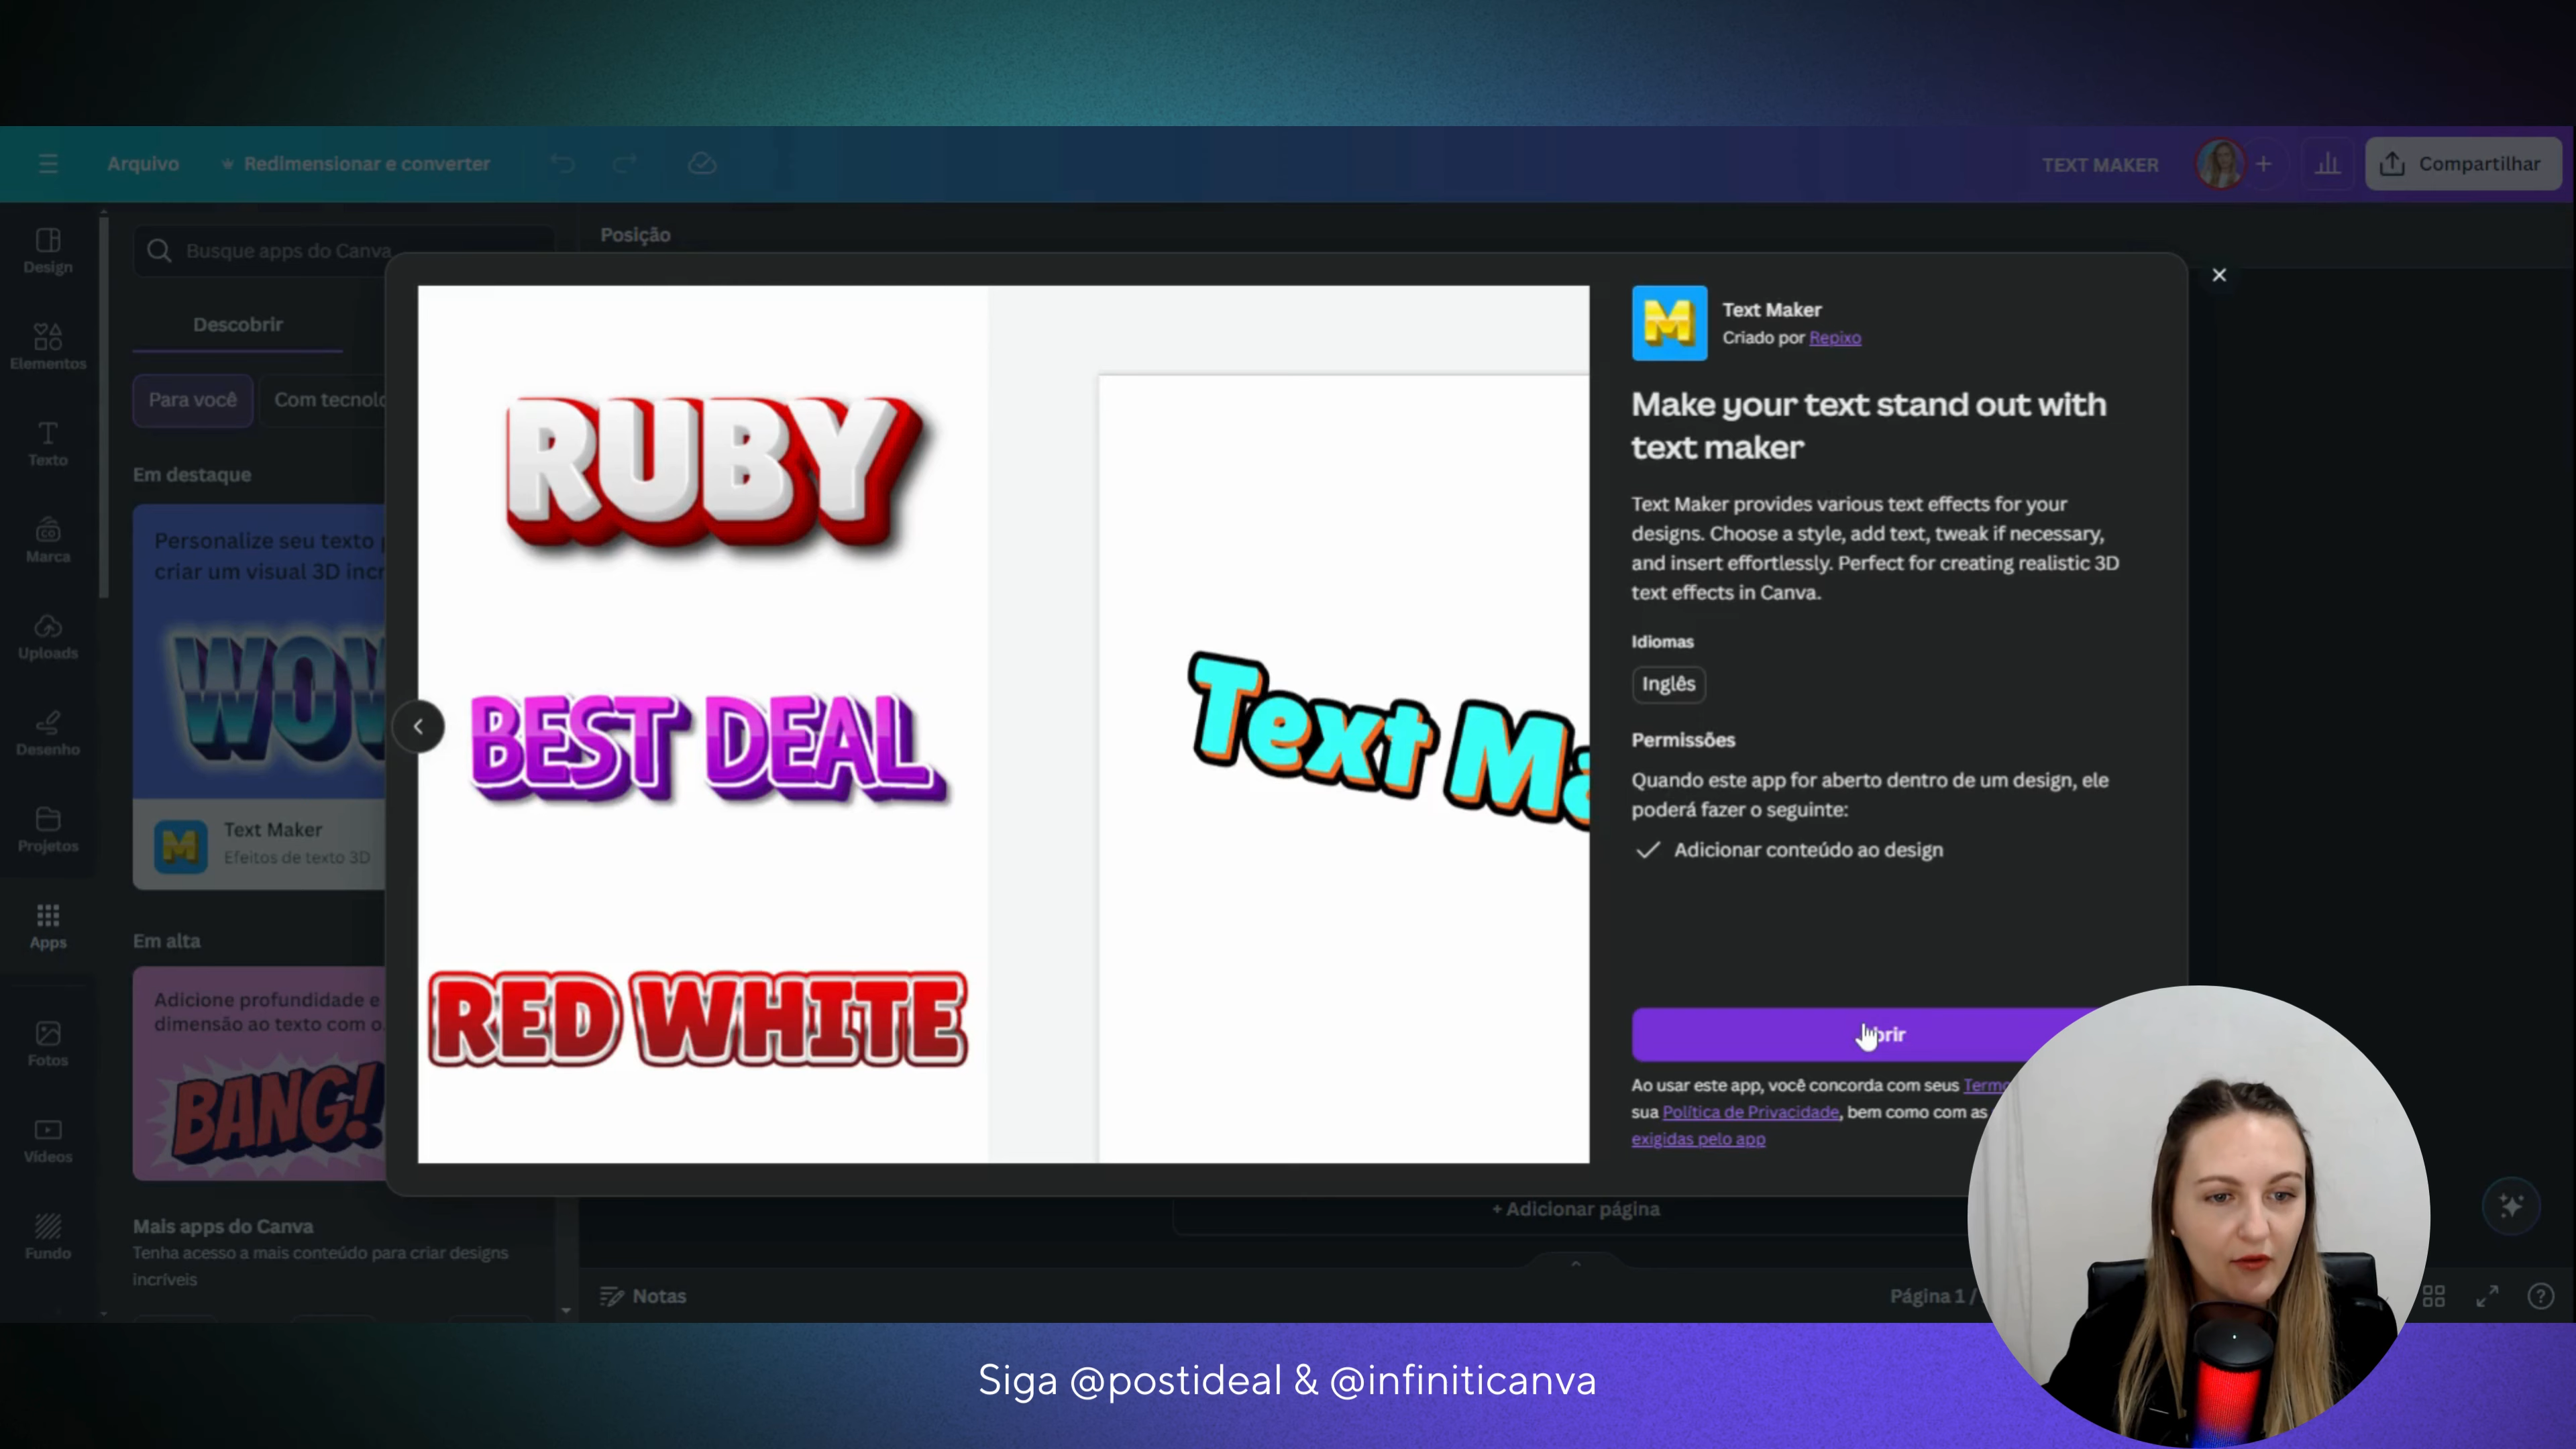 Arquivo
Redimensionar e converter
TEXT MAKER
Compartilhar
Design
Elementos
Texto
Marca
Uploads
Desenho
Projetos
Apps
Fotos
Vídeos
Fundo
Busque apps do Canva
Descobrir
Para você
Com
Em destaque
Personalize seu texto
criar um visual 3D
Text Maker
Efeitos de texto 3D
Em alta
Adicione profundidade e
dimensão ao texto com o
BANG!
Mais apps do Canva
Tenha acesso a mais conteúdo para criar designs
incríveis
Posição
RUBY
BEST DEAL
RED WHITE
Text
Text Maker
Criado por Repixo
Make your text stand out with
text maker
Text Maker provides various text effects for your
designs. Choose a style, add text, tweak if necessary,
and insert effortlessly. Perfect for creating realistic 3D
text effects in Canva.
Idiomas
Inglês
Permissões
Quando este app for aberto dentro de um design, ele
poderá fazer o seguinte:
Adicionar conteúdo ao design
Ao usar este app, você concorda com seus
sua Política de Privacidade, bem como com as
exigidas pelo app
+ Adicionar página
Notas
Página 1 /
Siga @postideal & @infiniticanva